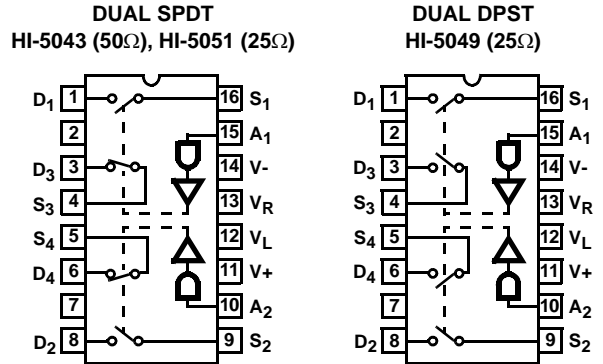 DUAL SPDT
HI-5043 (50Ω), HI-5051 (25Ω)
D1 1 16 S1
2 15 A1
D3 3 14 V-
S3 4 13 VR
S4 5 12 VL
D4 6 11 V+
7 10 A2
D2 8 9 S2
DUAL DPST
HI-5049 (25Ω)
D1 1 16 S1
2 15 A1
D3 3 14 V-
S3 4 13 VR
S4 5 12 VL
D4 6 11 V+
7 10 A2
D2 8 9 S2